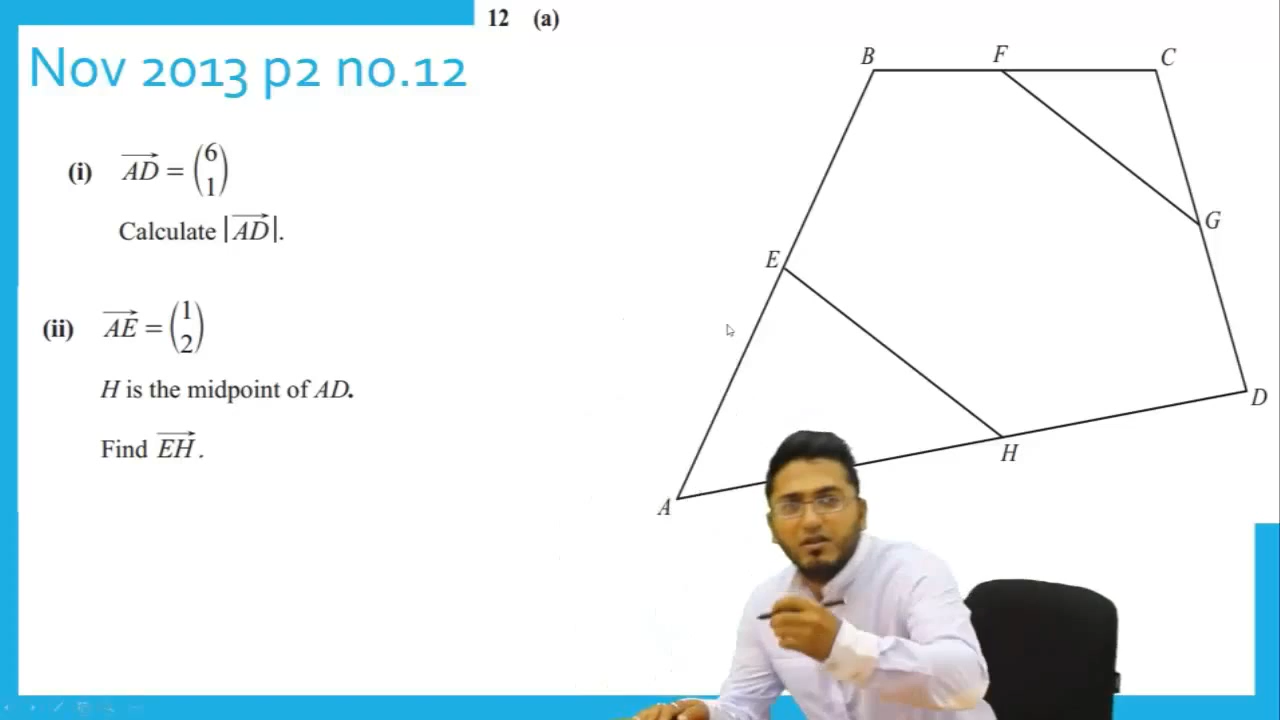 12 (a)
Nov 2013 p2 no.12
(i) AD = (6 1)
Calculate |AD|.
(ii) AE = (1 2)
H is the midpoint of AD.
Find EH.
B F C
G
E
D
H
A